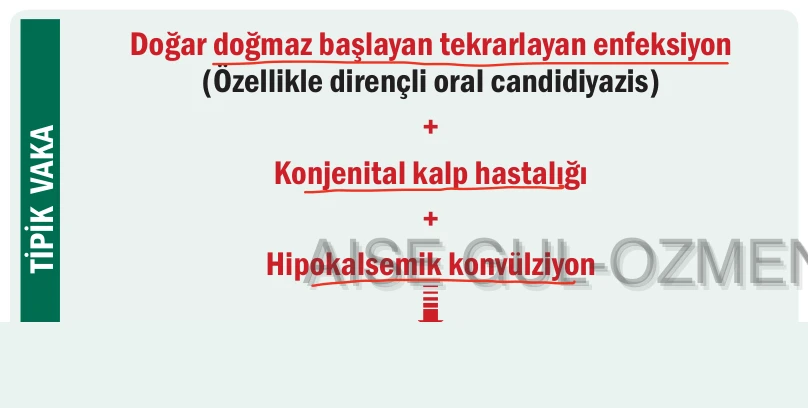 TİPİK VAKA
Doğar doğmaz başlayan tekrarlayan enfeksiyon
(Özellikle dirençli oral candidiyazis)
+
Konjenital kalp hastalığı
+
Hipokalsemik konvülziyon
AISE GUL-OZMEN